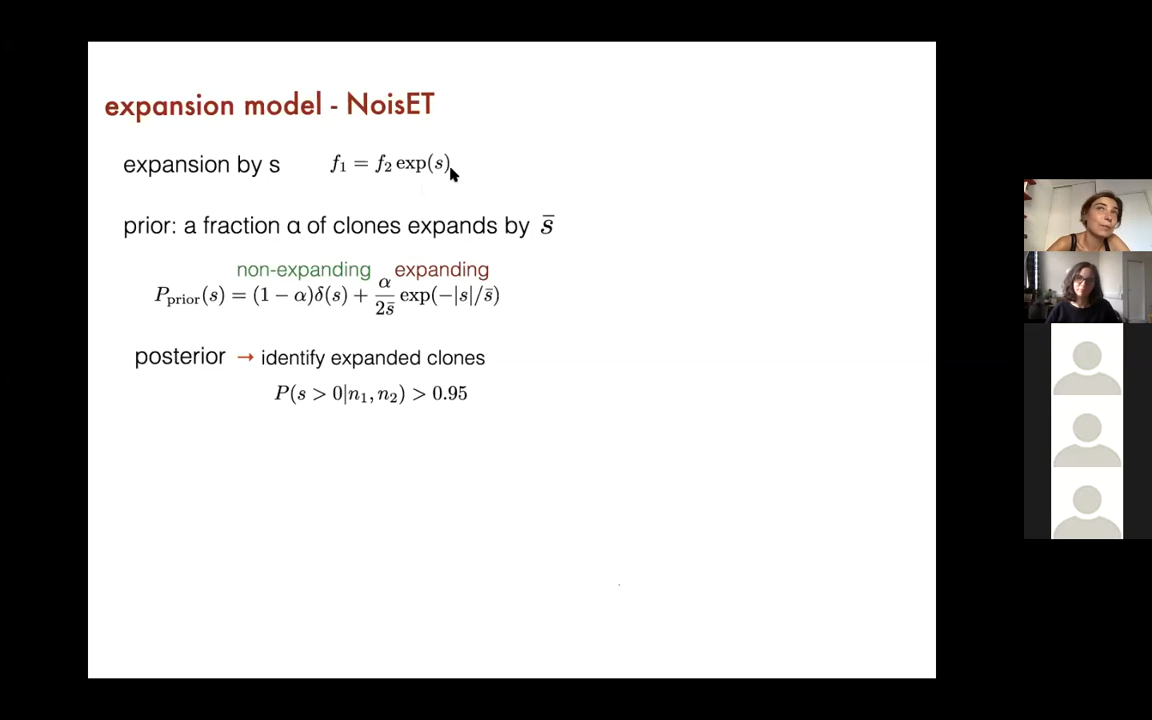 expansion model - NoisET
expansion by s f₁ = f₂ exp(s)
prior: a fraction α of clones expands by s̄
non-expanding expanding
P_prior(s) = (1 − α)δ(s) + α/2s̄ exp(−|s|/s̄)
posterior → identify expanded clones
P(s > 0|n₁, n₂) > 0.95